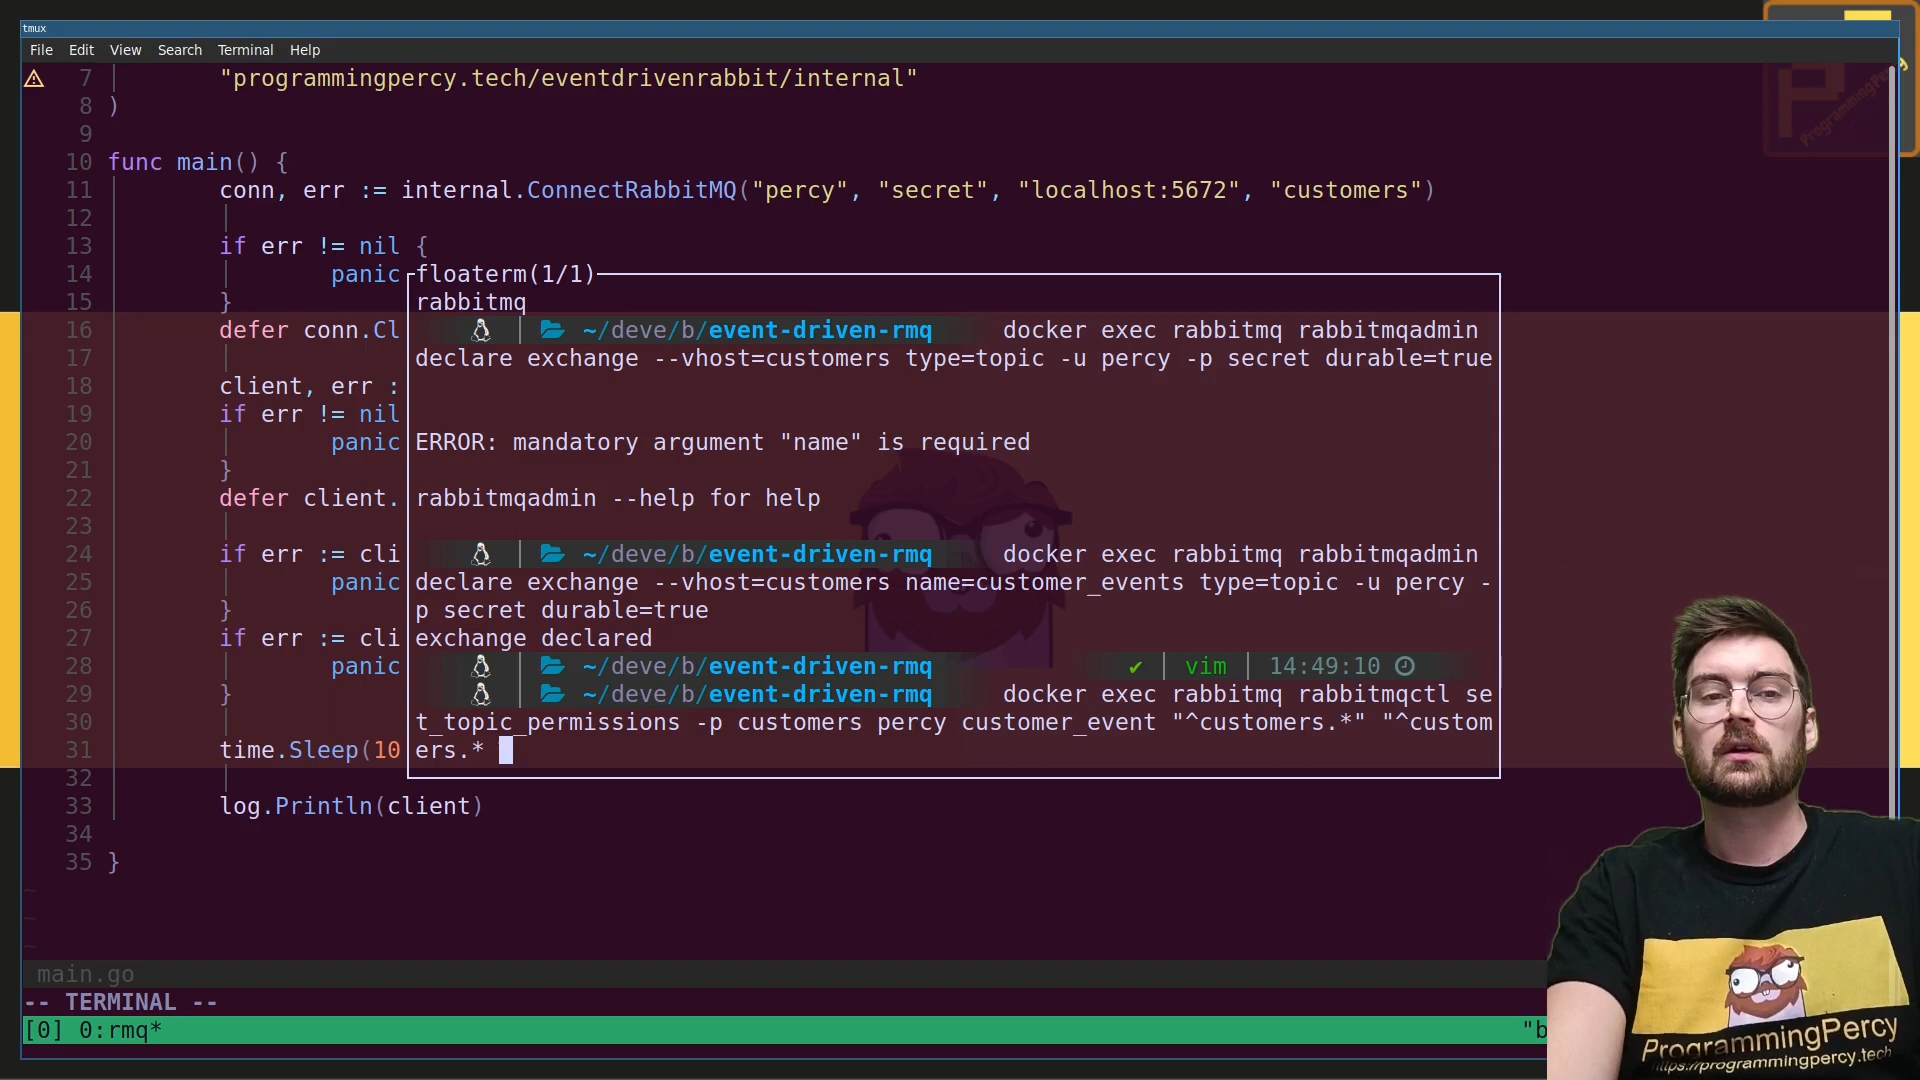 tmux
File Edit View Search Terminal Help
7 "programmingpercy.tech/eventdrivenrabbit/internal"
8 )
9
10 func main() {
11 conn, err := internal.ConnectRabbitMQ("percy", "secret", "localhost:5672", "customers")
12
13 if err != nil {
14 panic
15 }
16 defer conn.Cl
17
18 client, err :
19 if err != nil
20 panic
21 }
22 defer client.
23
24 if err := cli
25 panic
26 }
27 if err := cli
28 panic
29 }
30
31 time.Sleep(10
32
33 log.Println(client)
34
35 }
~
~
~
floaterm(1/1)
rabbitmq
~/deve/b/event-driven-rmq docker exec rabbitmq rabbitmqadmin
declare exchange --vhost=customers type=topic -u percy -p secret durable=true
ERROR: mandatory argument "name" is required
rabbitmqadmin --help for help
~/deve/b/event-driven-rmq docker exec rabbitmq rabbitmqadmin
declare exchange --vhost=customers name=customer_events type=topic -u percy -
p secret durable=true
exchange declared
~/deve/b/event-driven-rmq ✔ vim 14:49:10
~/deve/b/event-driven-rmq docker exec rabbitmq rabbitmqctl se
t_topic_permissions -p customers percy customer_event "^customers.*" "^custom
ers.*
main.go
-- TERMINAL --
[0] 0:rmq* "b
ProgrammingPercy
ProgrammingPercy
https://programmingpercy.tech